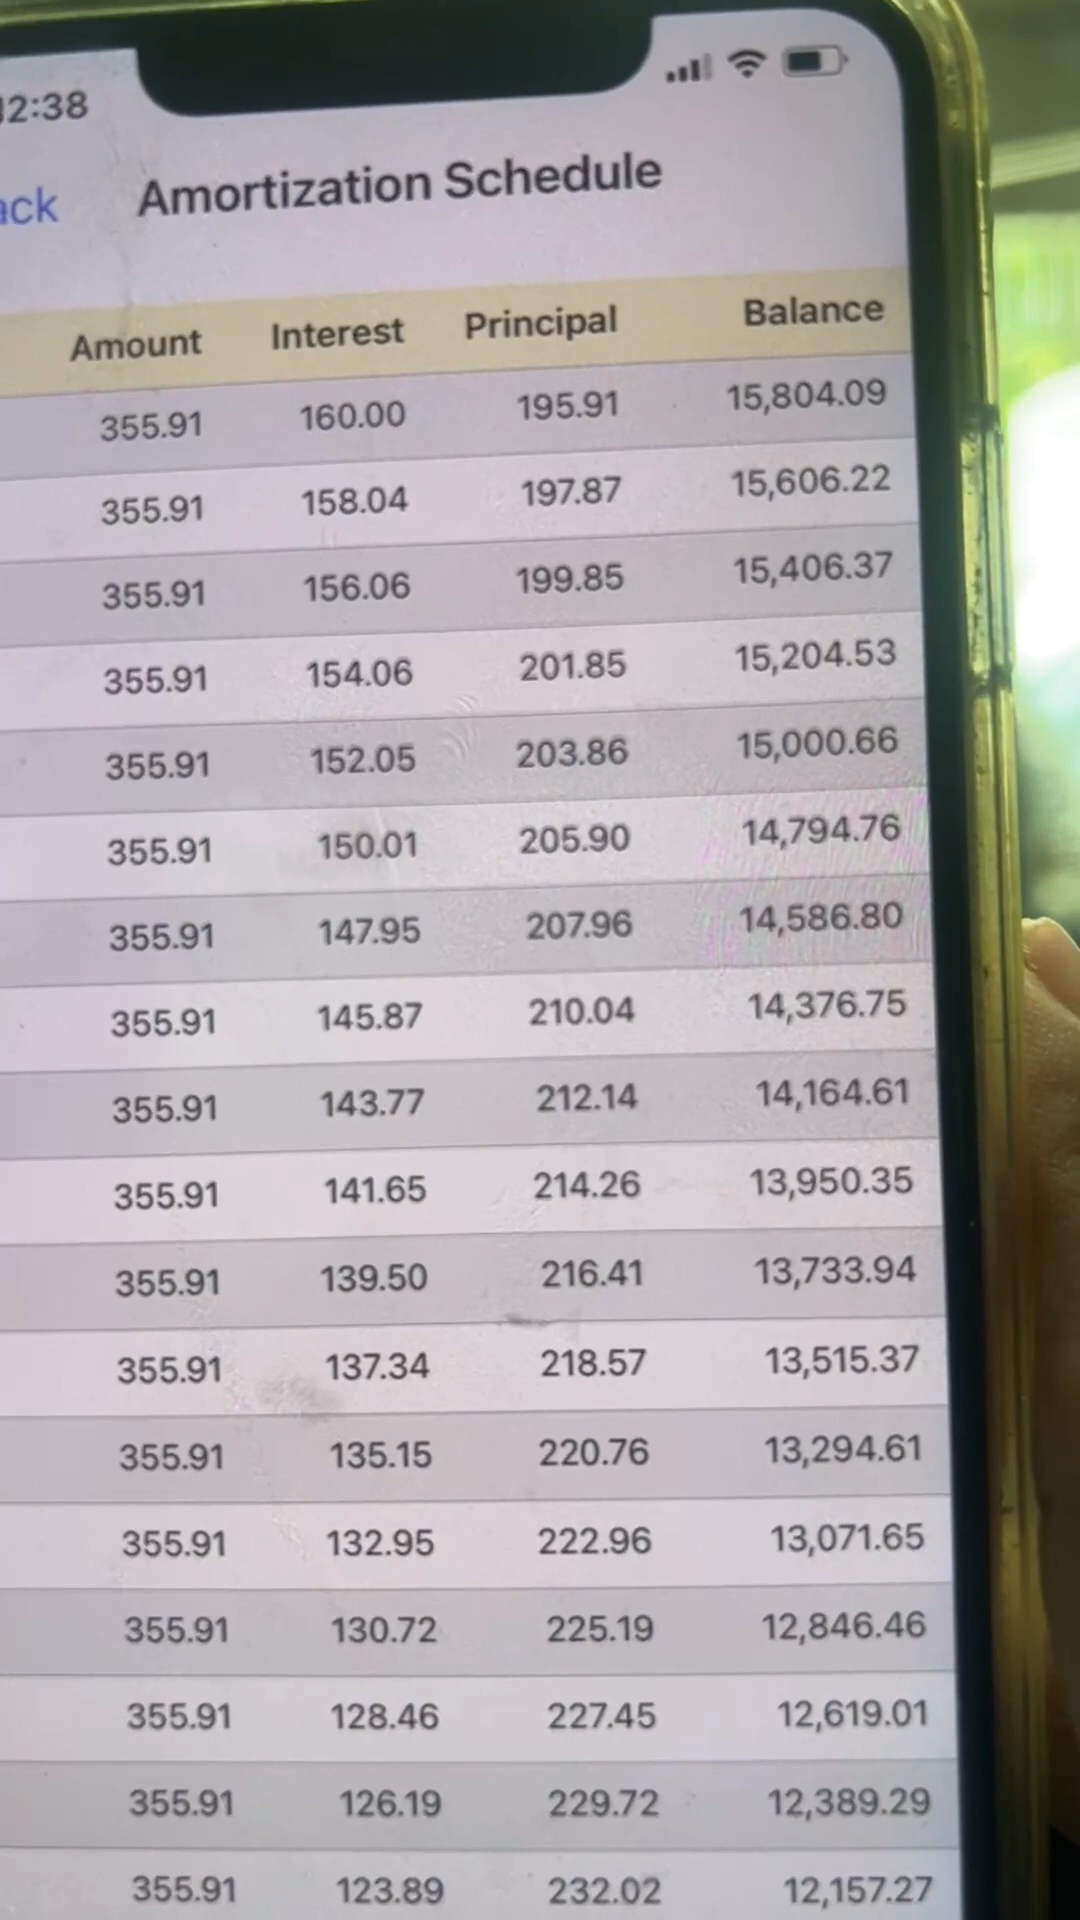 12:38
ack Amortization Schedule
Amount Interest Principal Balance
355.91 160.00 195.91 15,804.09
355.91 158.04 197.87 15,606.22
355.91 156.06 199.85 15,406.37
355.91 154.06 201.85 15,204.53
355.91 152.05 203.86 15,000.66
355.91 150.01 205.90 14,794.76
355.91 147.95 207.96 14,586.80
355.91 145.87 210.04 14,376.75
355.91 143.77 212.14 14,164.61
355.91 141.65 214.26 13,950.35
355.91 139.50 216.41 13,733.94
355.91 137.34 218.57 13,515.37
355.91 135.15 220.76 13,294.61
355.91 132.95 222.96 13,071.65
355.91 130.72 225.19 12,846.46
355.91 128.46 227.45 12,619.01
355.91 126.19 229.72 12,389.29
355.91 123.89 232.02 12,157.27